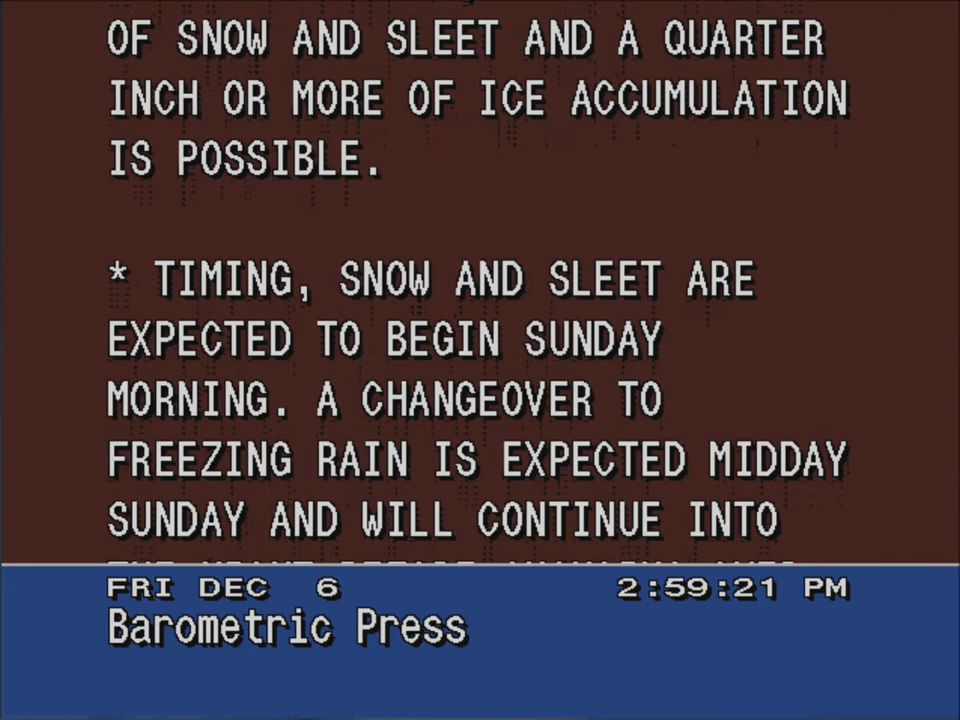 OF SNOW AND SLEET AND A QUARTER
INCH OR MORE OF ICE ACCUMULATION
IS POSSIBLE.
* TIMING, SNOW AND SLEET ARE
EXPECTED TO BEGIN SUNDAY
MORNING. A CHANGEOVER TO
FREEZING RAIN IS EXPECTED MIDDAY
SUNDAY AND WILL CONTINUE INTO
FRI DEC 6 2:59:21 PM
Barometric Press